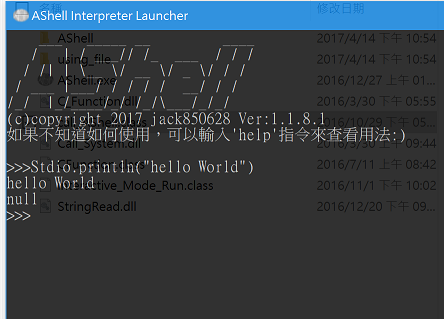 名稱 修改日期
AShell Interpreter Launcher
AShell 2017/4/14 下午 10:54
using_file 2017/4/14 下午 10:54
AShell.exe 2016/12/27 上午 01...
C_Function.dll 2016/3/30 下午 05:55
(c)copyright 2017 jack850628 Ver:1.1.8.1
2016/10/29 下午 05...
如果不知道如何使用，可以輸入'help'指令來查看用法:)
Call_System.dll 2016/3/30 下午 09:44
>>>Stdio.println("hello World")
2016/7/11 下午 08:42
hello World
_Mode_Run.class 2016/11/1 下午 10:02
null
StringRead.dll 2016/12/20 下午 09...
>>>